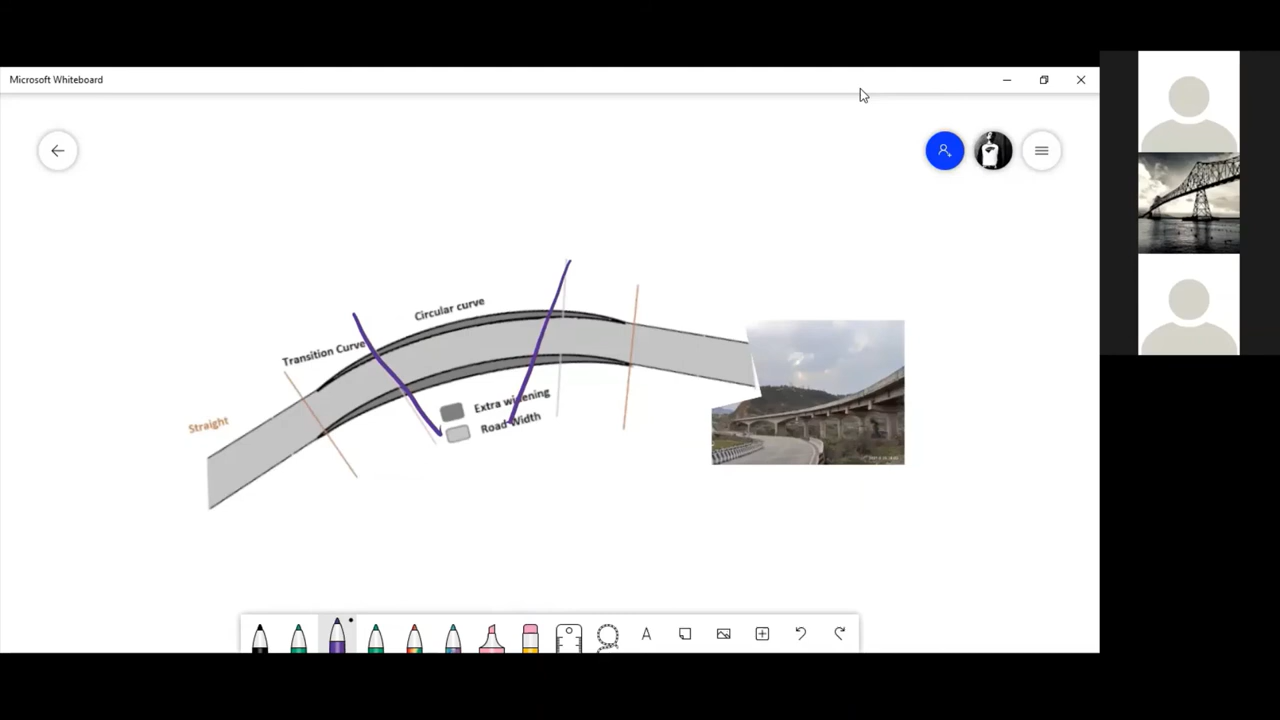 Microsoft Whiteboard
Circular curve
Transition Curve
Straight
Extra widening
Road Width
A